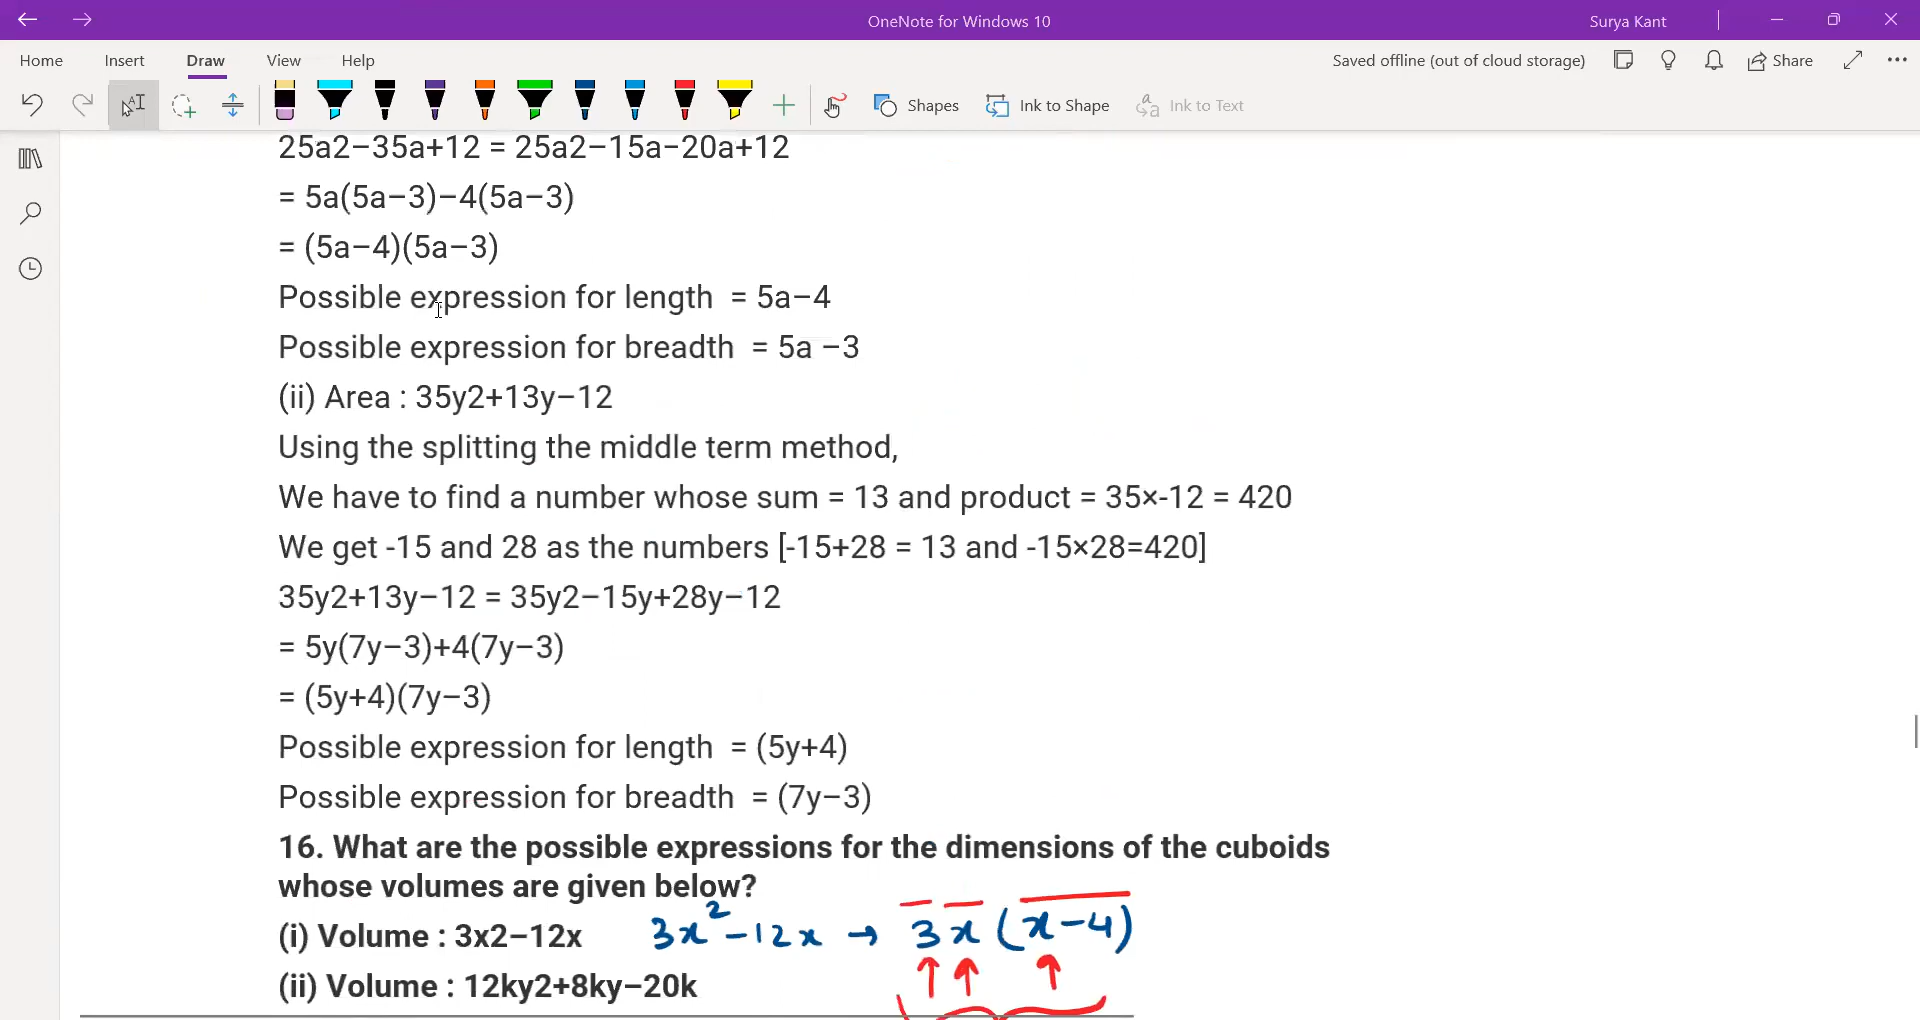 OneNote for Windows 10
Surya Kant
Home Insert Draw View Help
Saved offline (out of cloud storage) Share
Shapes Ink to Shape Ink to Text
25a2−35a+12 = 25a2−15a−20a+12
= 5a(5a−3)−4(5a−3)
= (5a−4)(5a−3)
Possible expression for length = 5a−4
Possible expression for breadth = 5a −3
(ii) Area : 35y2+13y−12
Using the splitting the middle term method,
We have to find a number whose sum = 13 and product = 35×-12 = 420
We get -15 and 28 as the numbers [-15+28 = 13 and -15×28=420]
35y2+13y−12 = 35y2−15y+28y−12
= 5y(7y−3)+4(7y−3)
= (5y+4)(7y−3)
Possible expression for length = (5y+4)
Possible expression for breadth = (7y−3)
16. What are the possible expressions for the dimensions of the cuboids
whose volumes are given below?
(i) Volume : 3x2−12x 3x²-12x → 3x(x-4)
(ii) Volume : 12ky2+8ky−20k